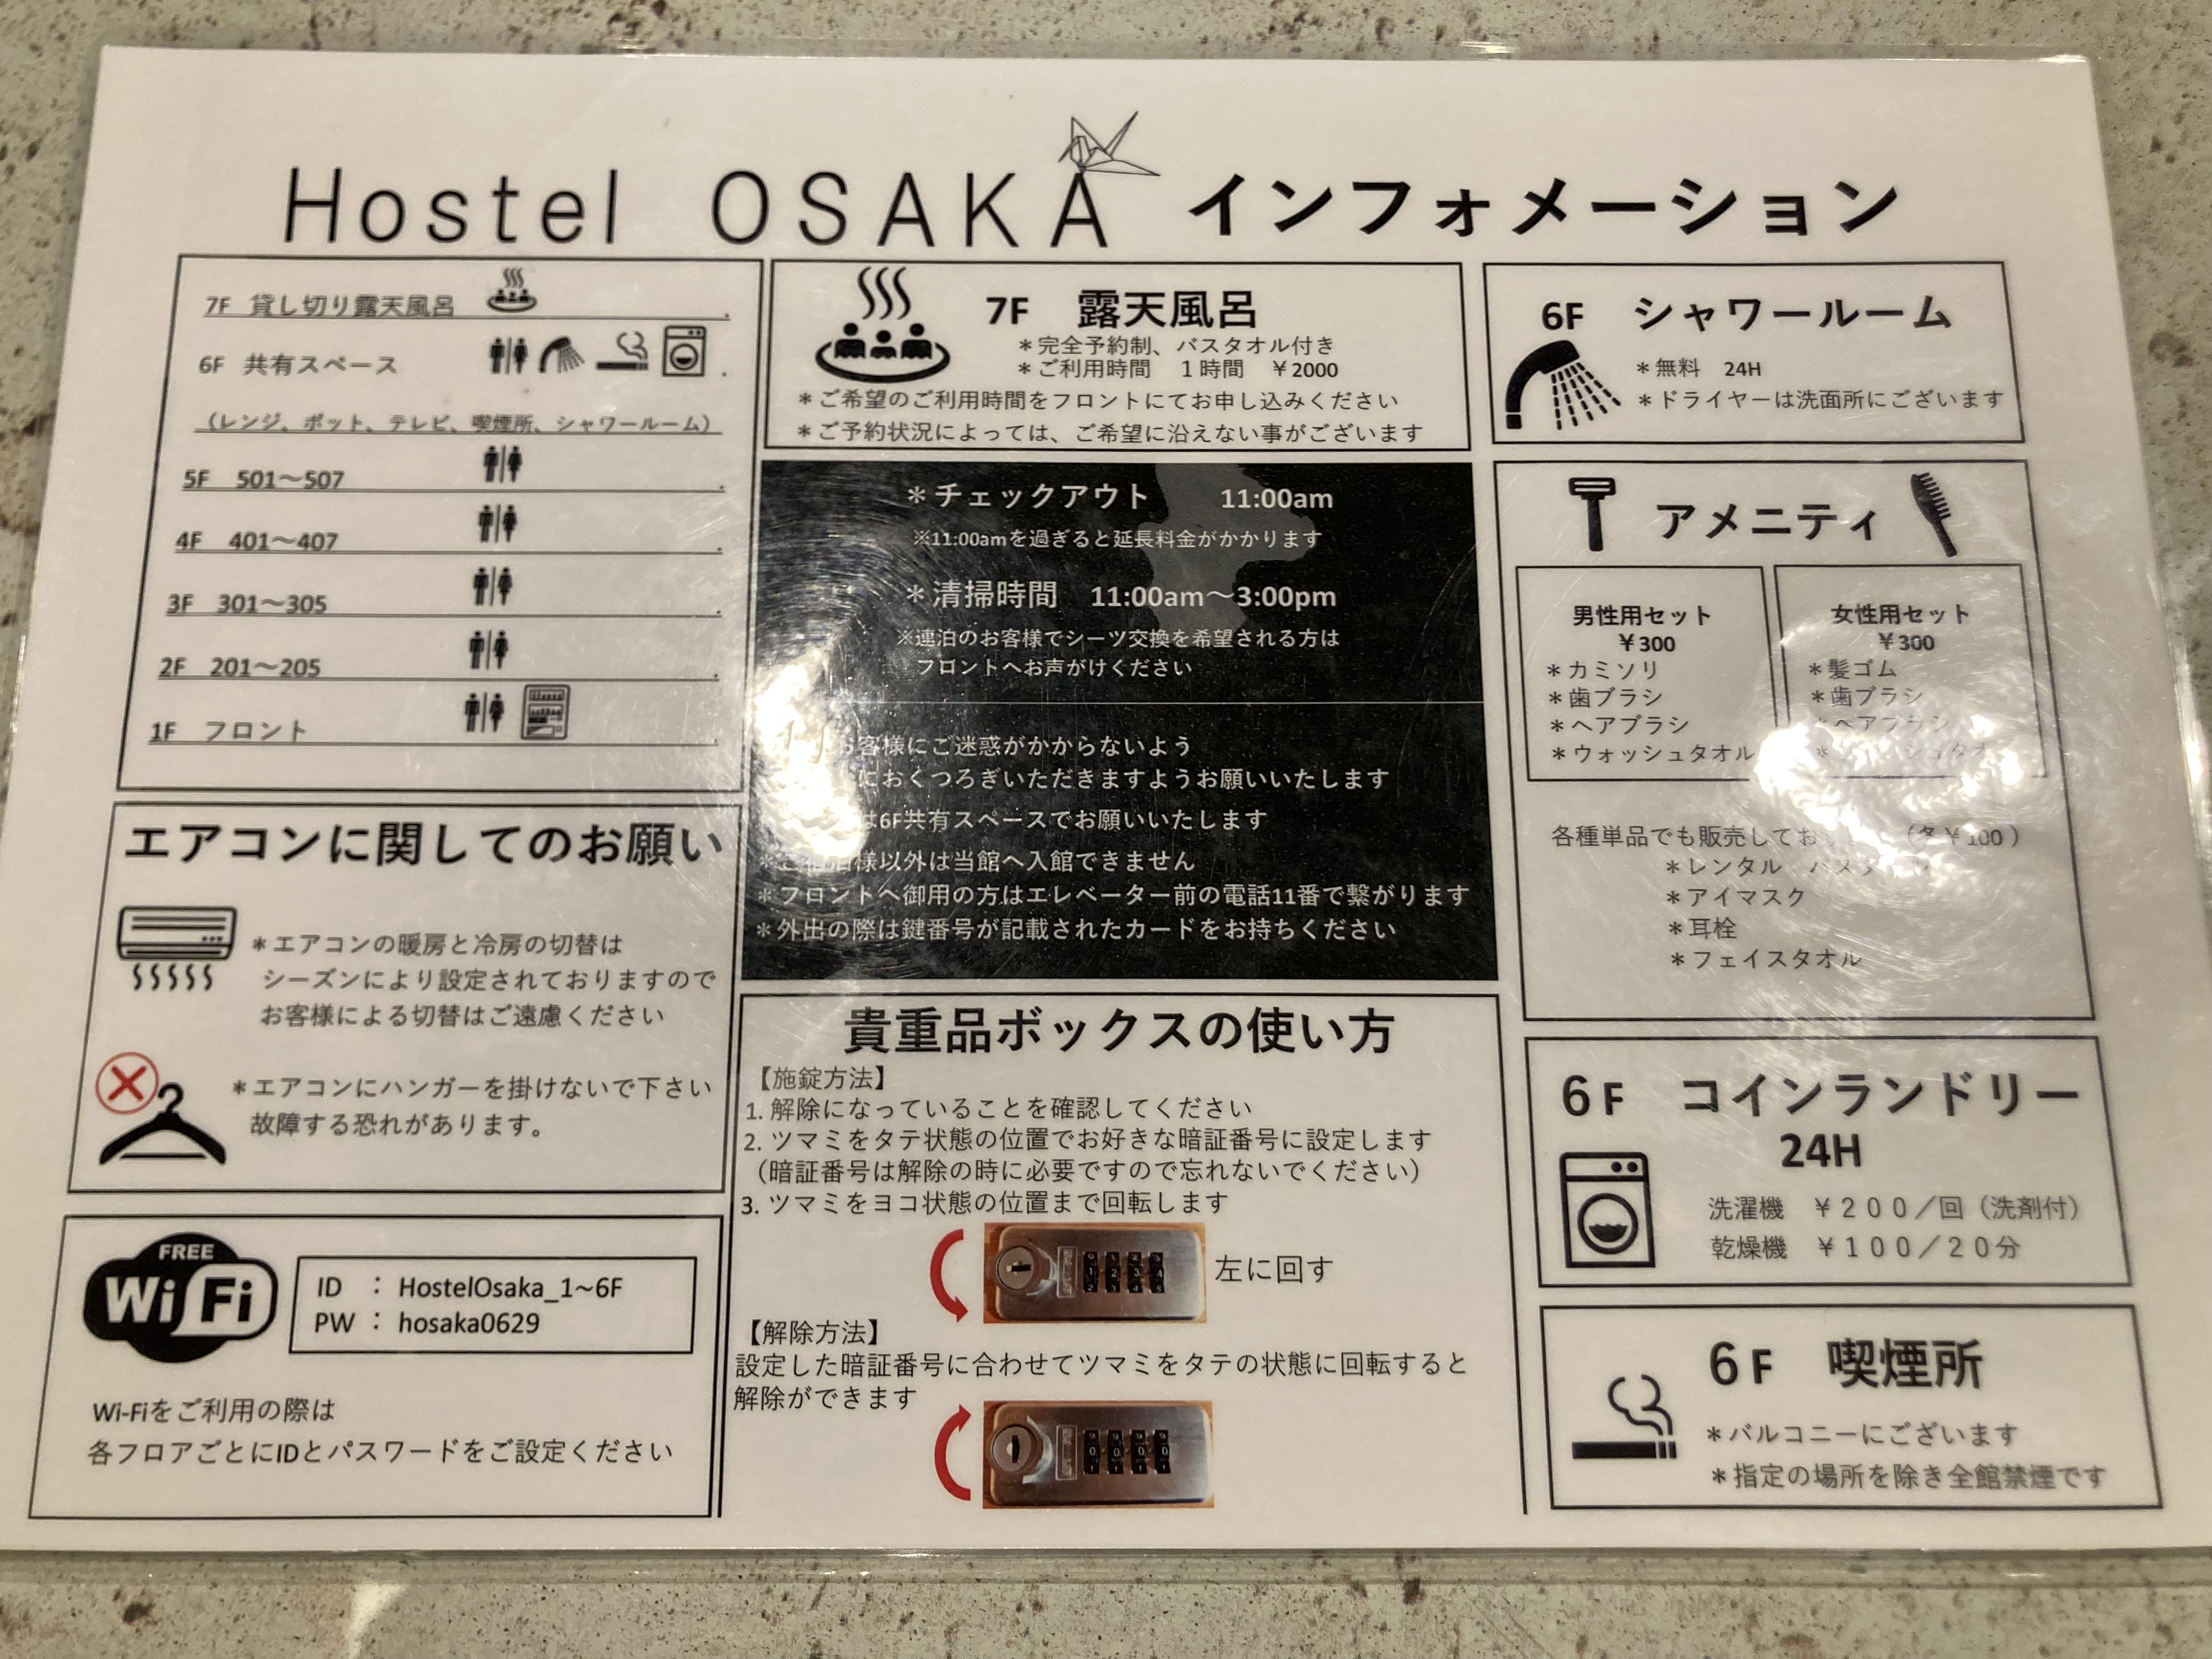 Hostel OSAKA インフォメーション
7F 貸し切り露天風呂
6F 共有スペース
（レンジ、ポット、テレビ、喫煙所、シャワールーム）
5F 501～507
4F 401～407
3F 301～305
2F 201～205
1F フロント
エアコンに関してのお願い
＊エアコンの暖房と冷房の切替は
シーズンにより設定されておりますので
お客様による切替はご遠慮ください
＊エアコンにハンガーを掛けないで下さい
故障する恐れがあります。
FREE
Wi Fi
ID ： HostelOsaka_1~6F
PW ： hosaka0629
Wi-Fiをご利用の際は
各フロアごとにIDとパスワードをご設定ください
7F 露天風呂
＊完全予約制、バスタオル付き
＊ご利用時間 １時間 ￥2000
＊ご希望のご利用時間をフロントにてお申し込みください
＊ご予約状況によっては、ご希望に沿えない事がございます
＊チェックアウト 11:00am
※11:00amを過ぎると延長料金がかかります
＊清掃時間 11:00am～3:00pm
※連泊のお客様でシーツ交換を希望される方は
フロントへお声がけください
お客様にご迷惑がかからないよう
におくつろぎいただきますようお願いいたします
は6F共有スペースでお願いいたします
様以外は当館へ入館できません
＊フロントへ御用の方はエレベーター前の電話11番で繋がります
＊外出の際は鍵番号が記載されたカードをお持ちください
貴重品ボックスの使い方
【施錠方法】
1. 解除になっていることを確認してください
2. ツマミをタテ状態の位置でお好きな暗証番号に設定します
（暗証番号は解除の時に必要ですので忘れないでください）
3. ツマミをヨコ状態の位置まで回転します
左に回す
【解除方法】
設定した暗証番号に合わせてツマミをタテの状態に回転すると
解除ができます
6F シャワールーム
＊無料 24H
＊ドライヤーは洗面所にございます
アメニティ
男性用セット
￥300
＊カミソリ
＊歯ブラシ
＊ヘアブラシ
＊ウォッシュタオル
女性用セット
￥300
＊髪ゴム
＊歯ブラシ
＊ヘアブラシ
各種単品でも販売してお （各￥100）
＊レンタル
＊アイマスク
＊耳栓
＊フェイスタオル
６F コインランドリー
24H
洗濯機 ￥２００／回（洗剤付）
乾燥機 ￥１００／２０分
６F 喫煙所
＊バルコニーにございます
＊指定の場所を除き全館禁煙です